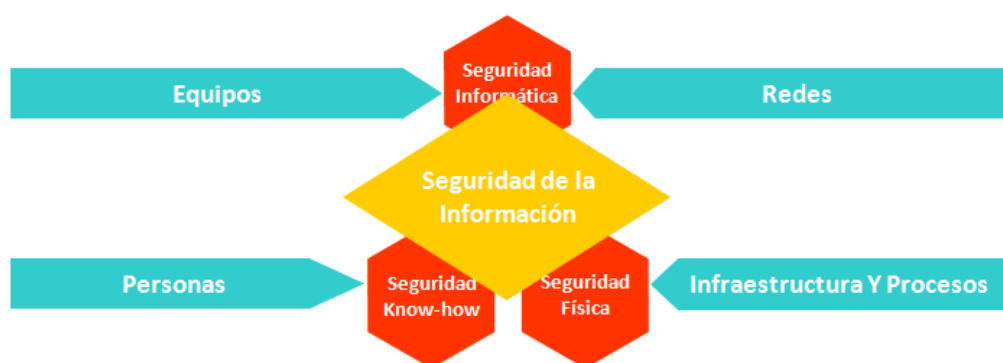 Seguridad
Informática
Equipos
Redes
Seguridad de la
Información
Personas
Seguridad
Know-how
Seguridad
Física
Infraestructura Y Procesos